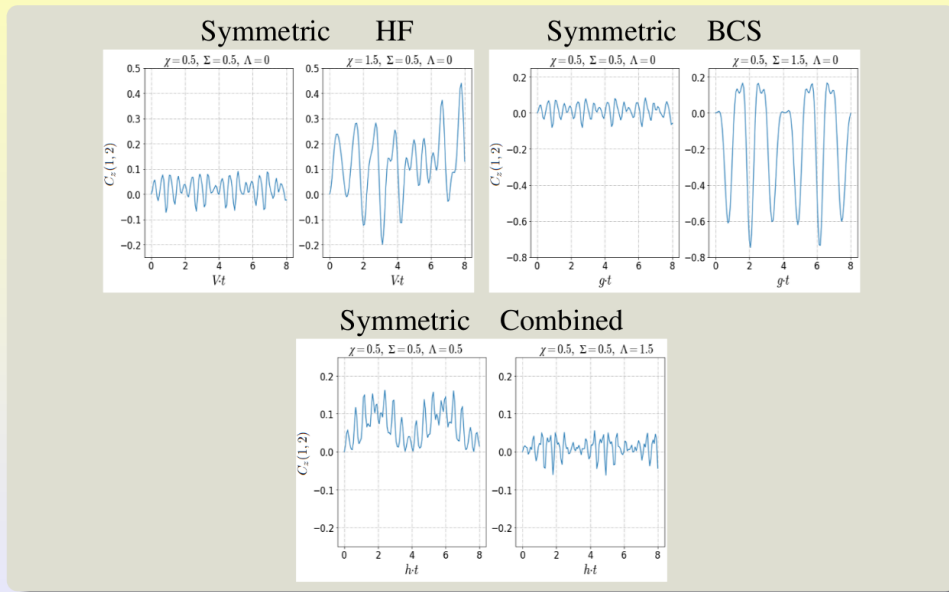 Symmetric HF
Symmetric BCS
χ = 0.5, Σ = 0.5, Λ = 0
χ = 1.5, Σ = 0.5, Λ = 0
χ = 0.5, Σ = 0.5, Λ = 0
χ = 0.5, Σ = 1.5, Λ = 0
0.5
0.4
0.3
0.2
0.1
0.0
−0.1
−0.2
C_z(1, 2)
0 2 4 6 8
V·t
0.5
0.4
0.3
0.2
0.1
0.0
−0.1
−0.2
0 2 4 6 8
V·t
0.2
0.0
−0.2
−0.4
−0.6
−0.8
C_z(1, 2)
0 2 4 6 8
g·t
0.2
0.0
−0.2
−0.4
−0.6
−0.8
0 2 4 6 8
g·t
Symmetric Combined
χ = 0.5, Σ = 0.5, Λ = 0.5
χ = 0.5, Σ = 0.5, Λ = 1.5
0.2
0.1
0.0
−0.1
−0.2
C_z(1, 2)
0 2 4 6 8
h·t
0.2
0.1
0.0
−0.1
−0.2
0 2 4 6 8
h·t